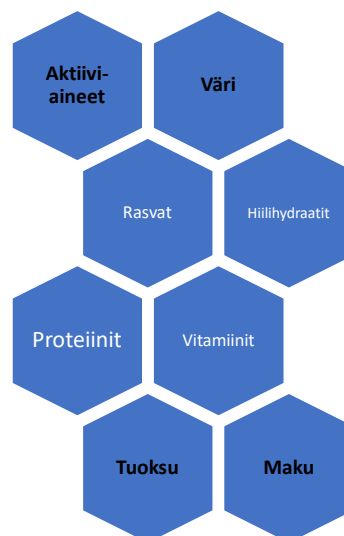 Aktiivi-
aineet
Väri
Rasvat
Hiilihydraatit
Proteiinit
Vitamiinit
Tuoksu
Maku